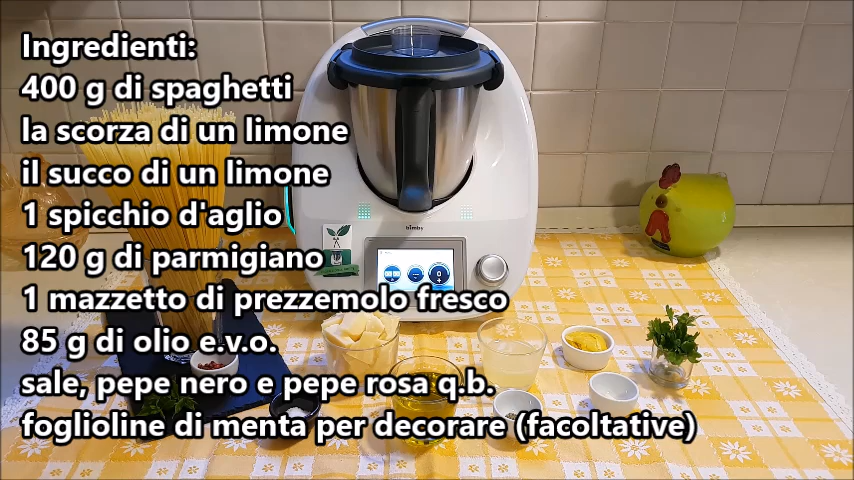 Ingredienti:
400 g di spaghetti
la scorza di un limone
il succo di un limone
1 spicchio d'aglio
120 g di parmigiano
1 mazzetto di prezzemolo fresco
85 g di olio e.v.o.
sale, pepe nero e pepe rosa q.b.
foglioline di menta per decorare (facoltative)
bimby